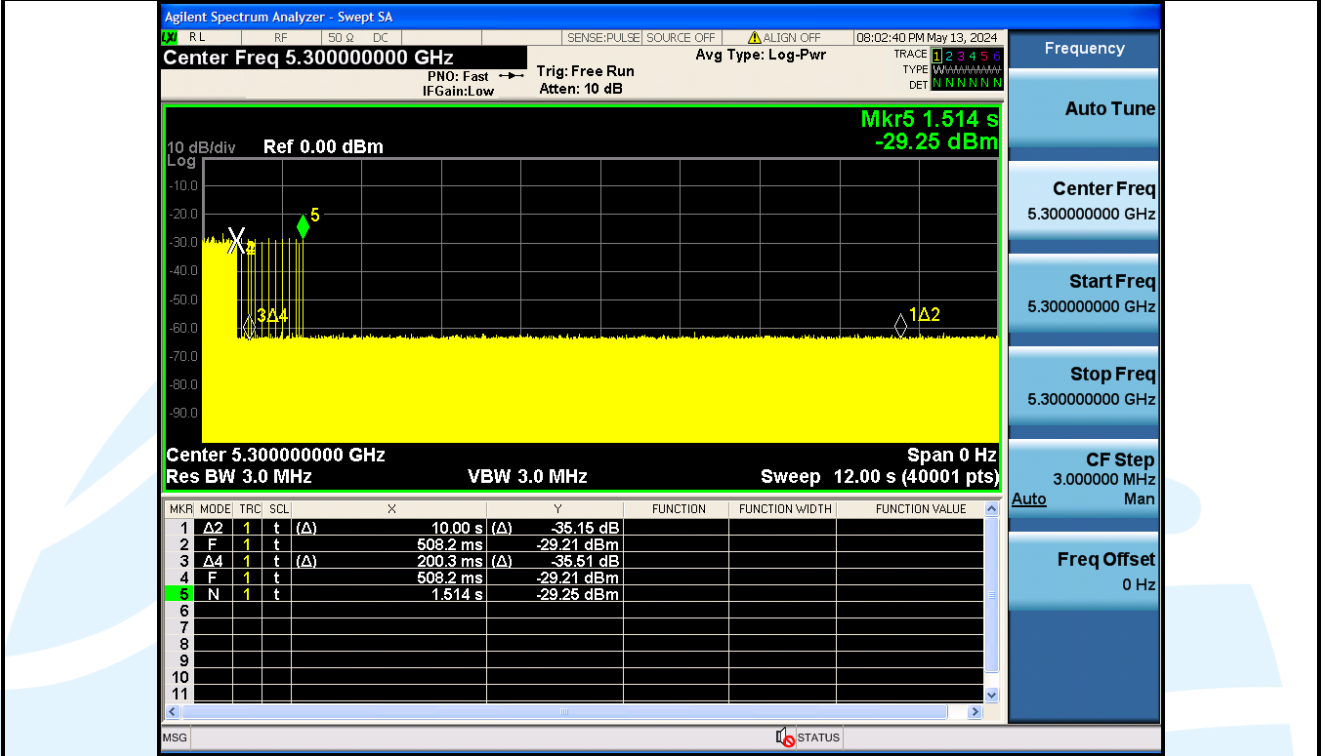 Agilent Spectrum Analyzer - Swept SA
LXI RL RF 50 Ω DC SENSE:PULSE SOURCE OFF ALIGN OFF 08:02:40 PM May 13, 2024
Center Freq 5.300000000 GHz
PNO: Fast
IFGain:Low
Trig: Free Run
Atten: 10 dB
Avg Type: Log-Pwr
TRACE 1 2 3 4 5 6
TYPE W
DET N N N N N N
Mkr5 1.514 s
-29.25 dBm
10 dB/div Ref 0.00 dBm
Log
-10.0
-20.0
-30.0
-40.0
-50.0
-60.0
-70.0
-80.0
-90.0
5
3Δ4
1Δ2
Center 5.300000000 GHz Span 0 Hz
Res BW 3.0 MHz VBW 3.0 MHz Sweep 12.00 s (40001 pts)
MKR MODE TRC SCL X Y FUNCTION FUNCTION WIDTH FUNCTION VALUE
1 Δ2 1 t (Δ) 10.00 s (Δ) -35.15 dB
2 F 1 t 508.2 ms -29.21 dBm
3 Δ4 1 t (Δ) 200.3 ms (Δ) -35.51 dB
4 F 1 t 508.2 ms -29.21 dBm
5 N 1 t 1.514 s -29.25 dBm
6
7
8
9
10
11
MSG STATUS
Frequency
Auto Tune
Center Freq
5.300000000 GHz
Start Freq
5.300000000 GHz
Stop Freq
5.300000000 GHz
CF Step
3.000000 MHz
Auto Man
Freq Offset
0 Hz